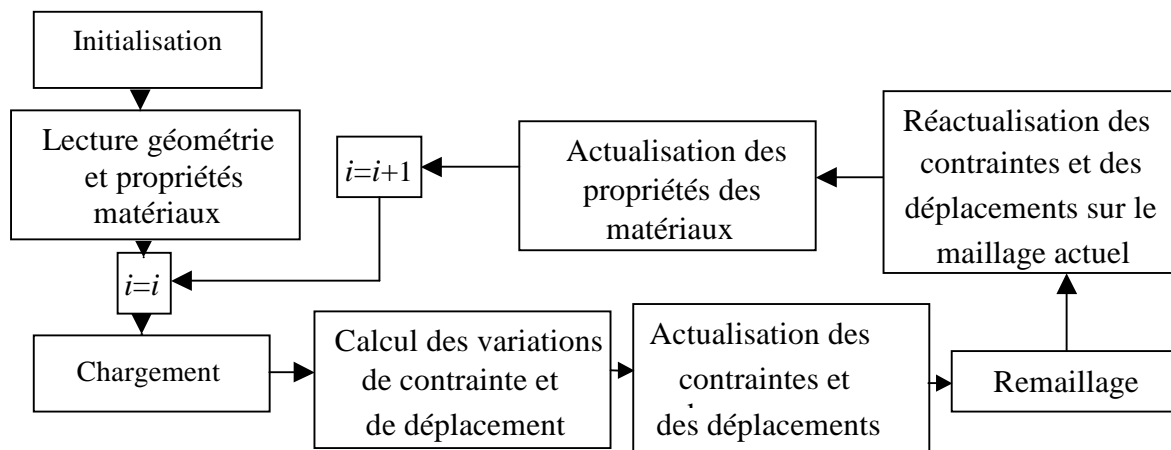 Initialisation
Lecture géométrie
et propriétés
matériaux
i=i
Chargement
Calcul des variations
de contrainte et
de déplacement
Actualisation des
contraintes et
des déplacements
Remaillage
Réactualisation des
contraintes et des
déplacements sur le
maillage actuel
Actualisation des
propriétés des
matériaux
i=i+1